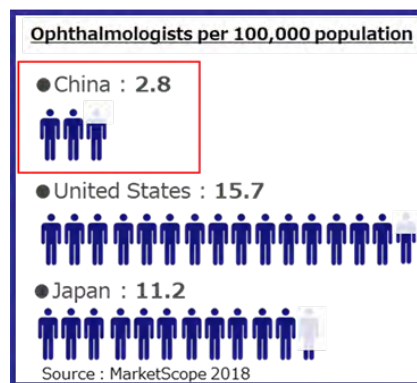 Ophthalmologists per 100,000 population
●China : 2.8
●United States : 15.7
●Japan : 11.2
Source : MarketScope 2018